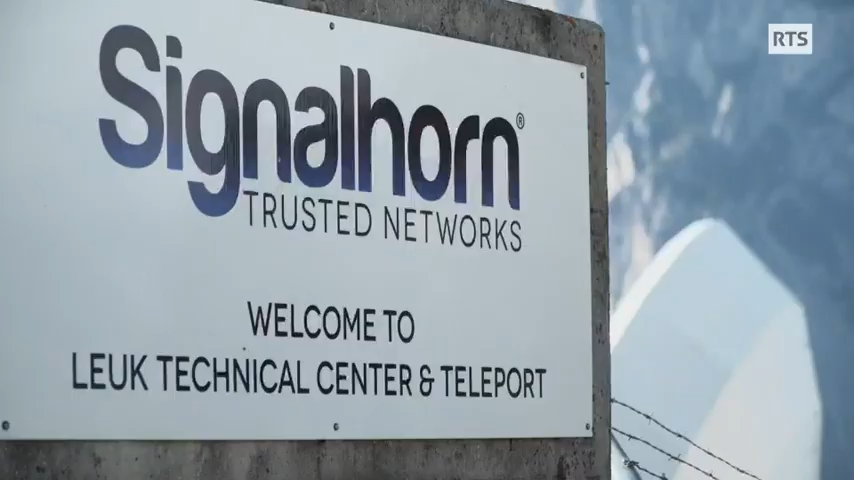 RTS
Signalhorn®
TRUSTED NETWORKS
WELCOME TO
LEUK TECHNICAL CENTER & TELEPORT